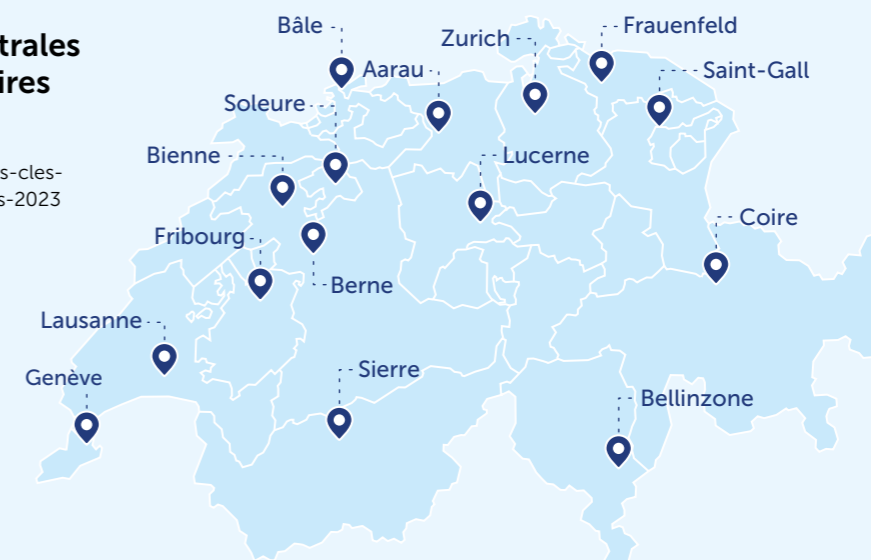 trales
ires
s-cles-
s-2023
Bâle
Zurich
Frauenfeld
Aarau
Saint-Gall
Soleure
Bienne
Lucerne
Coire
Fribourg
Berne
Lausanne
Genève
Sierre
Bellinzone